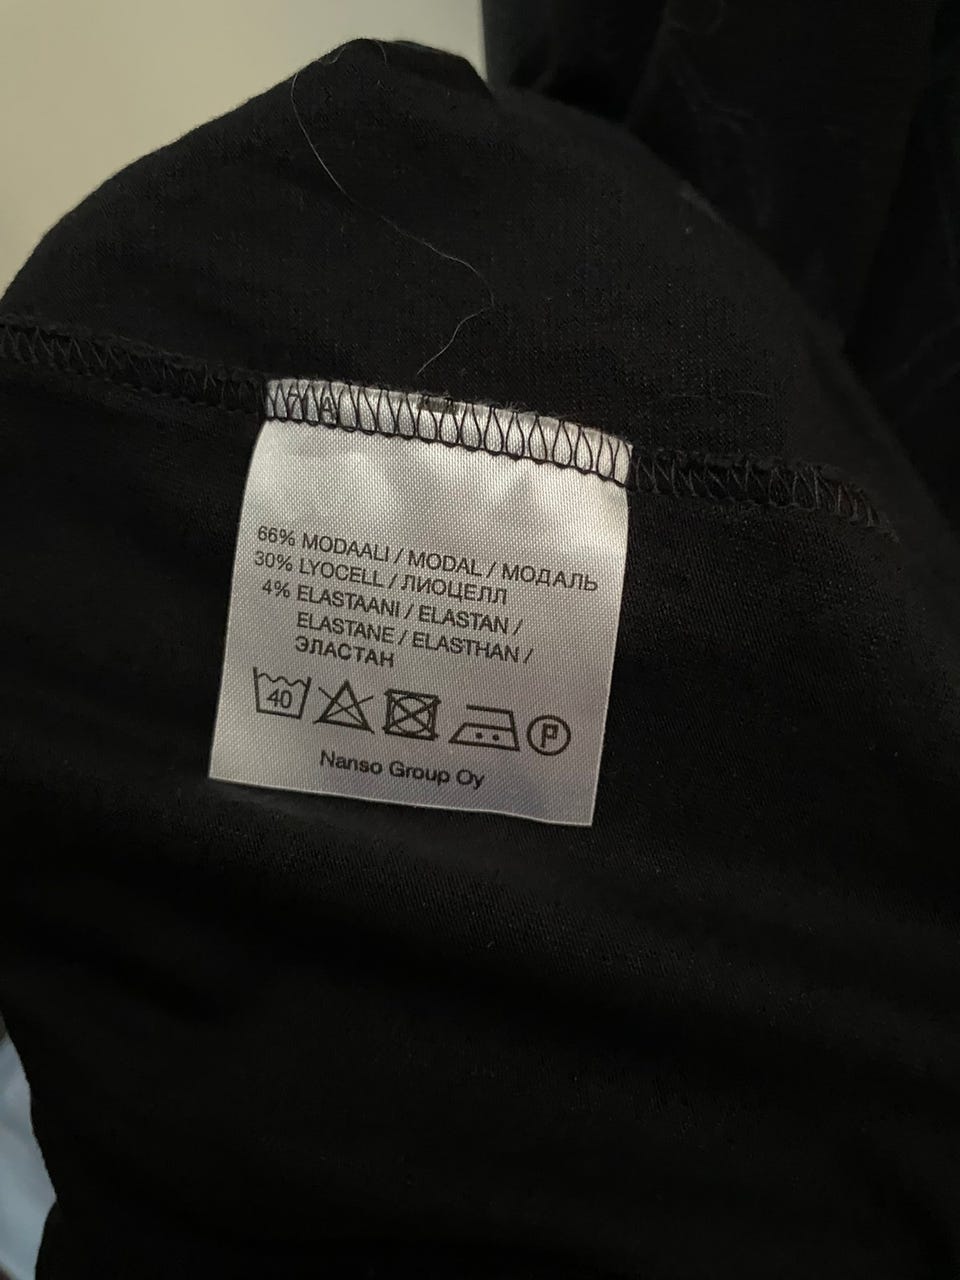 66% MODAALI / MODAL / МОДАЛЬ
30% LYOCELL / ЛИОЦЕЛЛ
4% ELASTAANI / ELASTAN /
ELASTANE / ELASTHAN /
ЭЛАСТАН
40 P
Nanso Group Oy